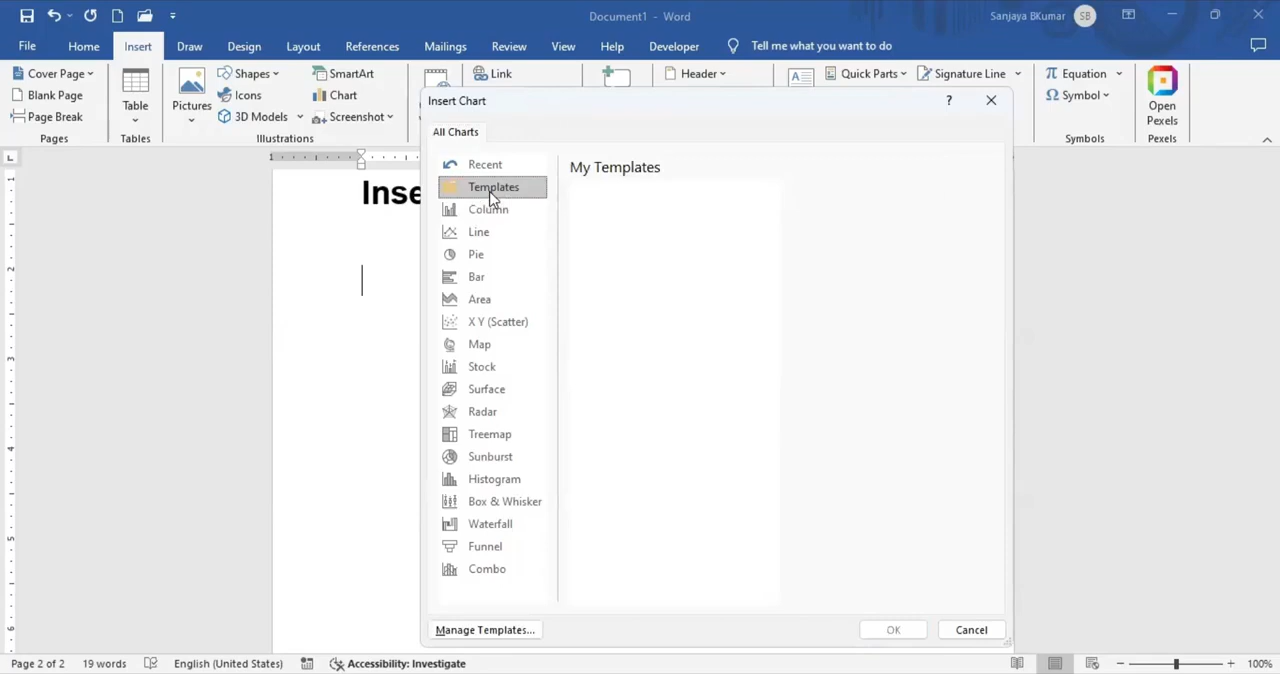 Document1 - Word
Sanjaya BKumar SB
File Home Insert Draw Design Layout References Mailings Review View Help Developer Tell me what you want to do
Cover Page
Blank Page
Page Break
Pages
Table
Tables
Pictures
Shapes
Icons
3D Models
SmartArt
Chart
Screenshot
Illustrations
Link
Header
A
Quick Parts
Signature Line
Equation
Symbol
Symbols
Open
Pexels
Pexels
Inse
Insert Chart
?
All Charts
Recent
Templates
Column
Line
Pie
Bar
Area
X Y (Scatter)
Map
Stock
Surface
Radar
Treemap
Sunburst
Histogram
Box & Whisker
Waterfall
Funnel
Combo
My Templates
Manage Templates...
OK
Cancel
Page 2 of 2 19 words English (United States) Accessibility: Investigate 100%